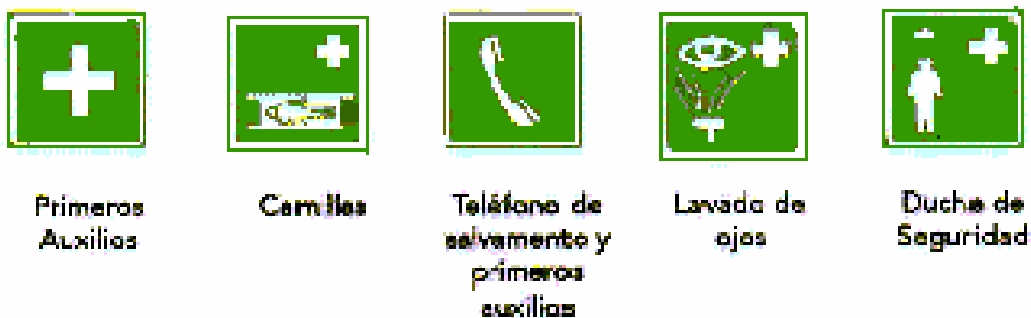 Primeros
Auxilios
Camillas
Teléfono de
salvamento y
primeros
auxilios
Lavado de
ojos
Ducha de
Seguridad